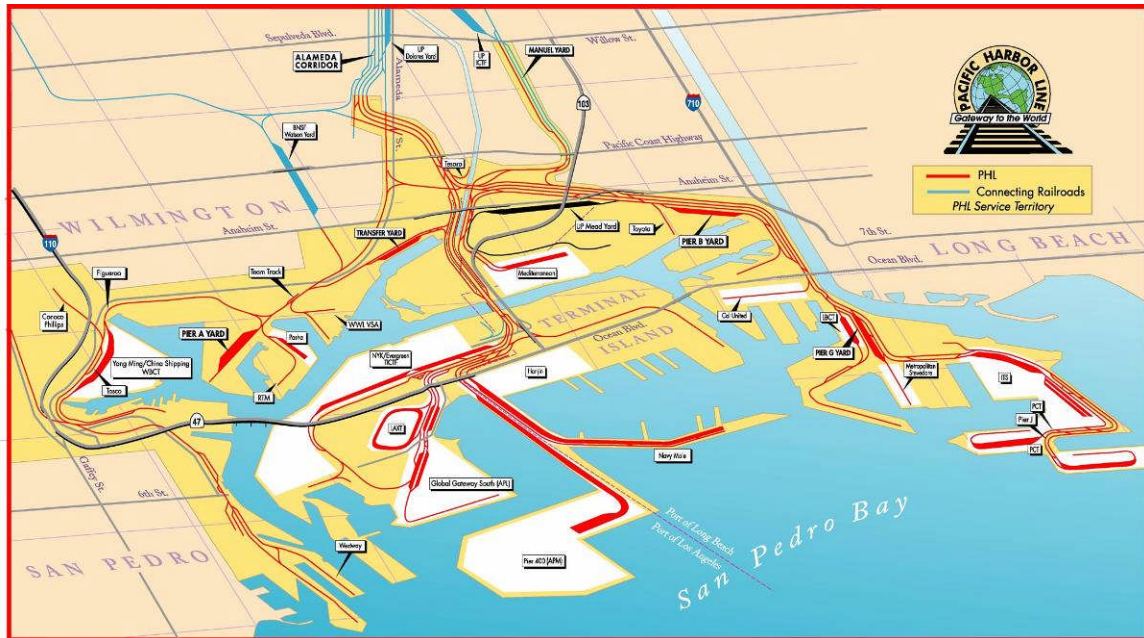 Sepulveda Blvd.
Willow St.
ALAMEDA
CORRIDOR
UP
Dolores Yard
UP
ICTF
MANUEL YARD
Alameda St.
103
710
PACIFIC HARBOR LINE
Gateway to the World
BNSF
Watson Yard
Pacific Coast Highway
Tesoro
Anaheim St.
PHL
Connecting Railroads
PHL Service Territory
WILMINGTON
Anaheim St.
TRANSFER YARD
UP Mead Yard
Toyota
PIER B YARD
7th St.
LONG BEACH
Ocean Blvd.
110
Figueroa
Team Track
Mediterranean
Conoco
Phillips
PIER A YARD
Pasha
WWL VSA
TERMINAL
ISLAND
Ocean Blvd.
Cal United
LBCT
PIER G YARD
Yang Ming/China Shipping
WBCT
Tosco
RTM
NYK/Evergreen
TICTF
Hanjin
Metropolitan
Stevedore
ITS
PCT
Pier J
PCT
47
LAXT
Navy Mole
Gaffey St.
6th St.
Global Gateway South (APL)
Westway
Pier 400 (APM)
Port of Long Beach
Port of Los Angeles
San Pedro Bay
SAN PEDRO